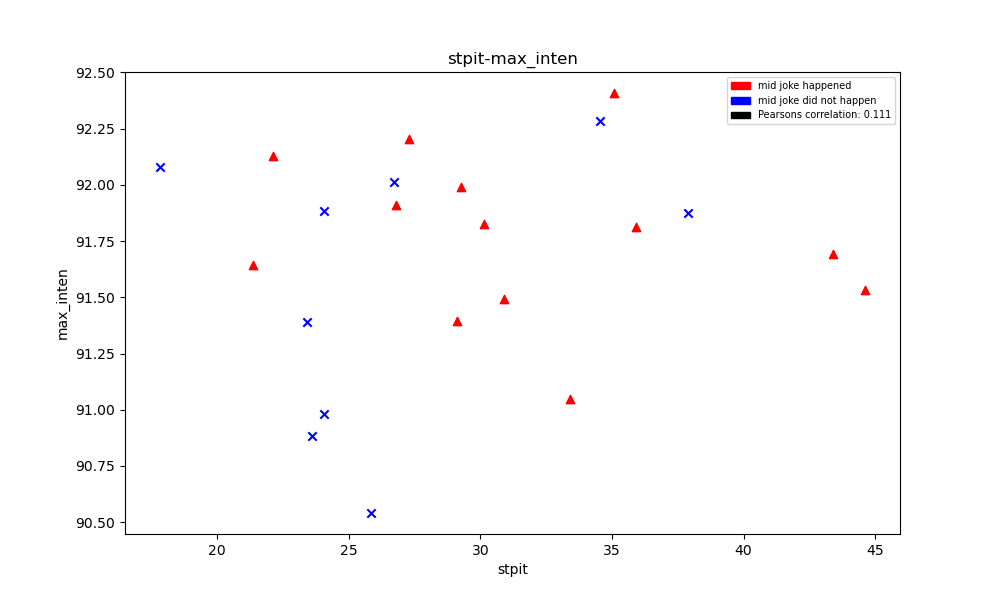 stpit-max_inten
mid joke happened
mid joke did not happen
Pearsons correlation: 0.111
92.50
92.25
92.00
91.75
91.50
91.25
91.00
90.75
90.50
max_inten
20 25 30 35 40 45
stpit